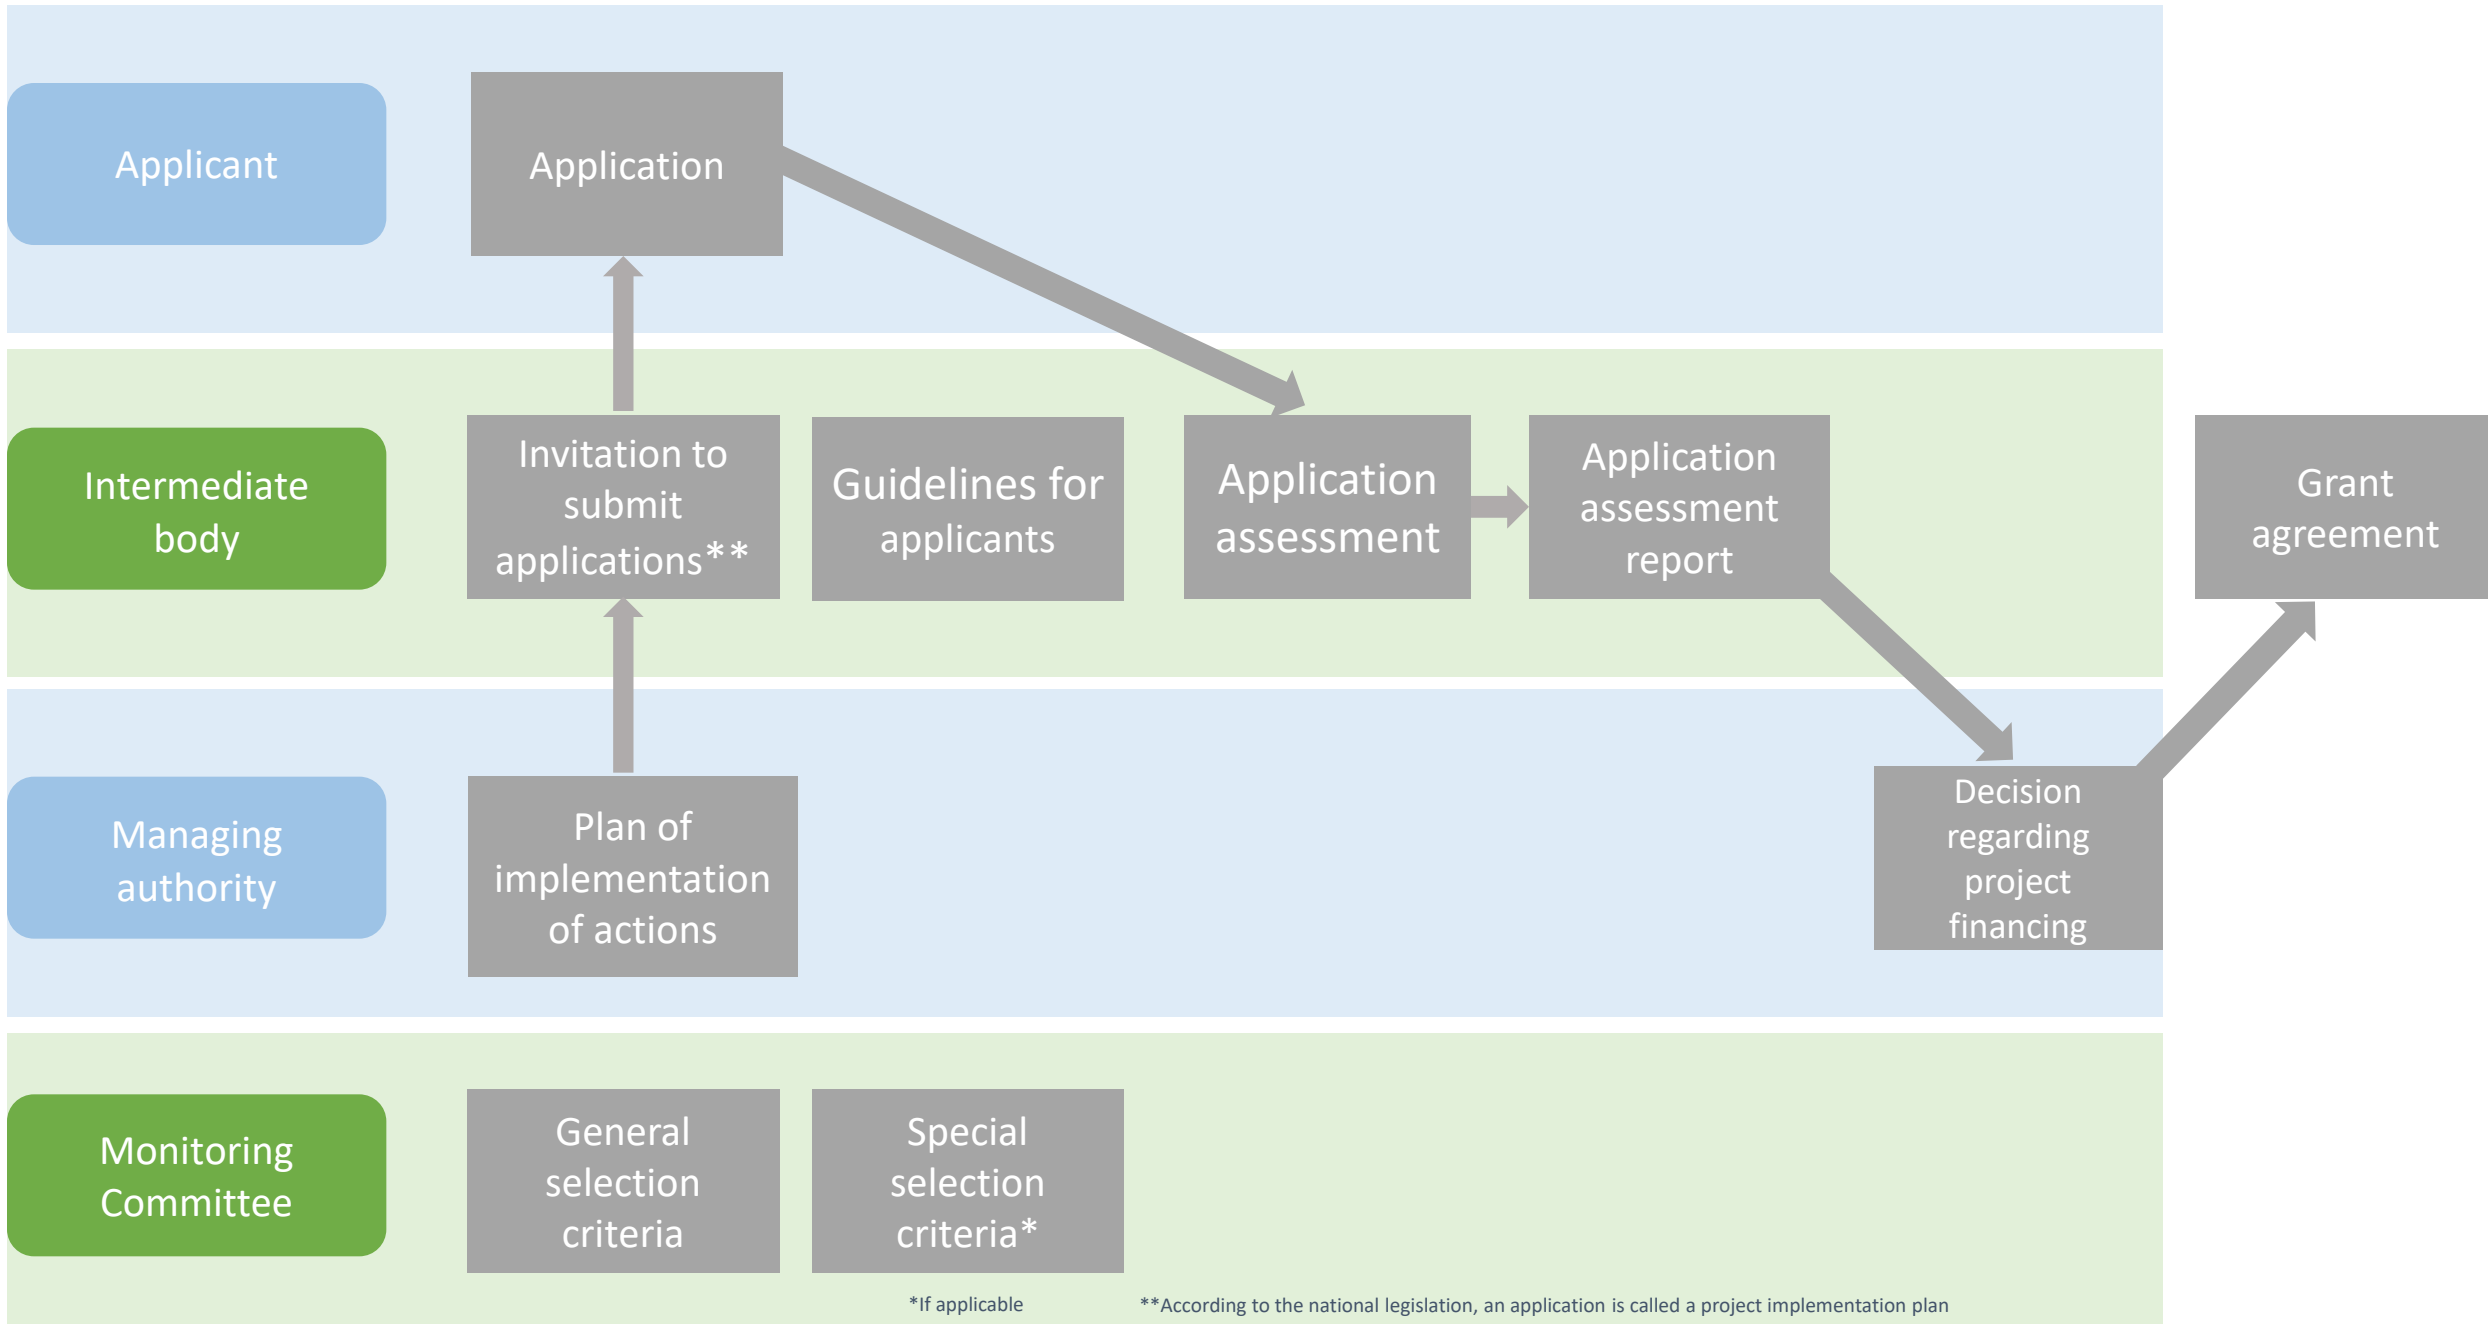 Applicant
Application
Intermediate
body
Invitation to
submit
applications**
Guidelines for
applicants
Application
assessment
Application
assessment
report
Grant
agreement
Managing
authority
Plan of
implementation
of actions
Decision
regarding
project
financing
Monitoring
Committee
General
selection
criteria
Special
selection
criteria*
*If applicable
**According to the national legislation, an application is called a project implementation plan